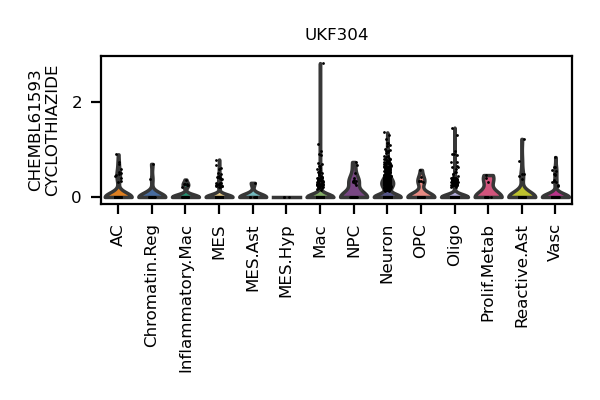 UKF304
CHEMBL61593
CYCLOTHIAZIDE
2
0
AC
Chromatin.Reg
Inflammatory.Mac
MES
MES.Ast
MES.Hyp
Mac
NPC
Neuron
OPC
Oligo
Prolif.Metab
Reactive.Ast
Vasc